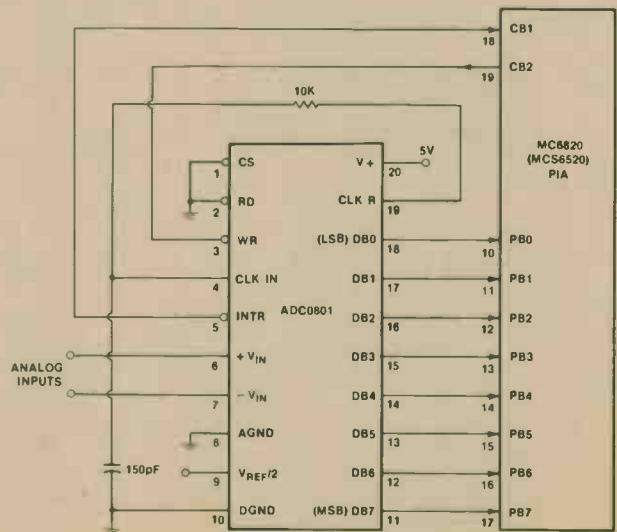 CB1
18
CB2
19
10K
MC6820
(MCS6520)
PIA
CS
1
V+
20
5V
RD
2
CLK R
19
WR
3
(LSB) DB0
18
10
PB0
CLK IN
4
DB1
17
11
PB1
ADC0801
INTR
5
DB2
16
12
PB2
ANALOG
INPUTS
+ VIN
6
DB3
15
13
PB3
− VIN
7
DB4
14
14
PB4
AGND
8
DB5
13
15
PB5
150pF
VREF/2
9
DB6
12
16
PB6
DGND
10
(MSB) DB7
11
17
PB7